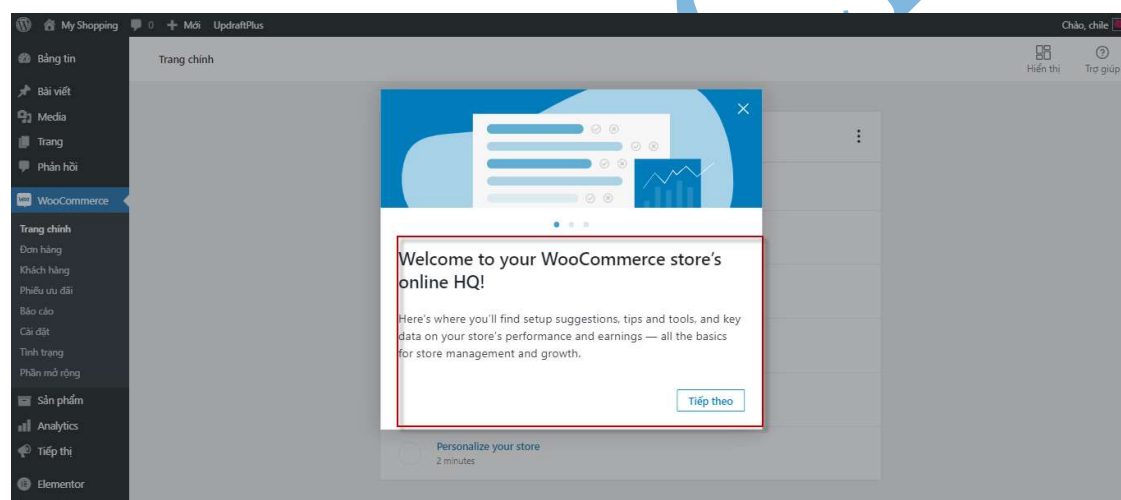 My Shopping 0 + Mới UpdraftPlus Chào, chile
Bảng tin
Trang chính
Hiển thị
Trợ giúp
Bài viết
Media
Trang
Phản hồi
WooCommerce
Trang chính
Đơn hàng
Khách hàng
Phiếu ưu đãi
Báo cáo
Cài đặt
Tình trạng
Phần mở rộng
Sản phẩm
Analytics
Tiếp thị
Elementor
Welcome to your WooCommerce store's
online HQ!
Here's where you'll find setup suggestions, tips and tools, and key
data on your store's performance and earnings — all the basics
for store management and growth.
Tiếp theo
Personalize your store
2 minutes